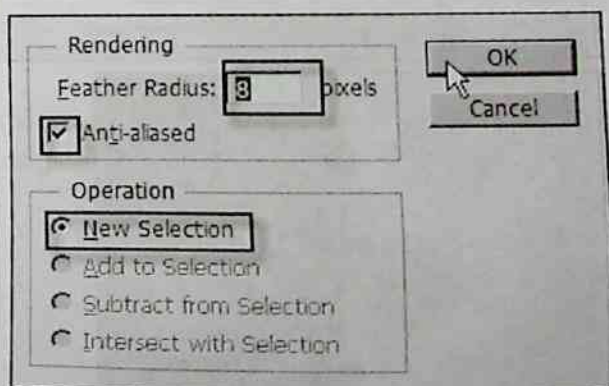 Rendering
Feather Radius: 8 pixels
Anti-aliased
OK
Cancel
Operation
New Selection
Add to Selection
Subtract from Selection
Intersect with Selection